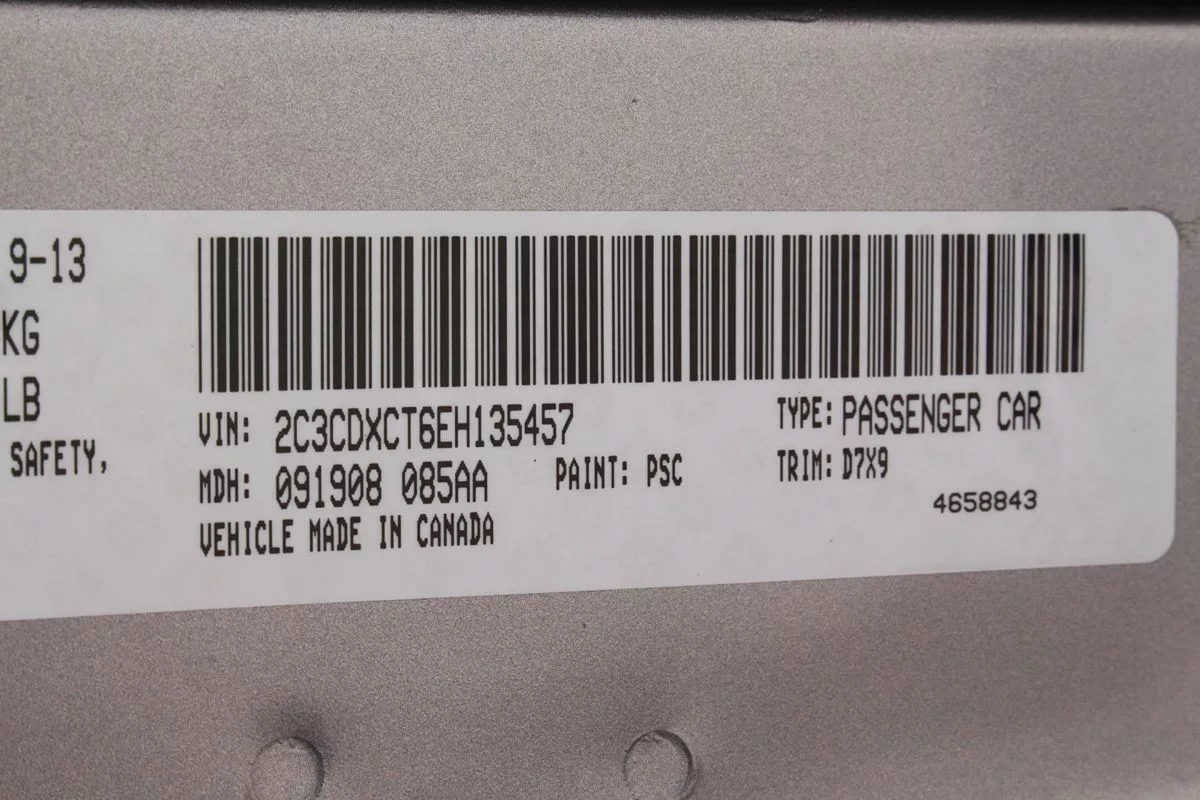 9-13
KG
LB
SAFETY,
VIN: 2C3CDXCT6EH135457
TYPE: PASSENGER CAR
MDH: 091908 085AA
PAINT: PSC
TRIM: D7X9
VEHICLE MADE IN CANADA
4658843